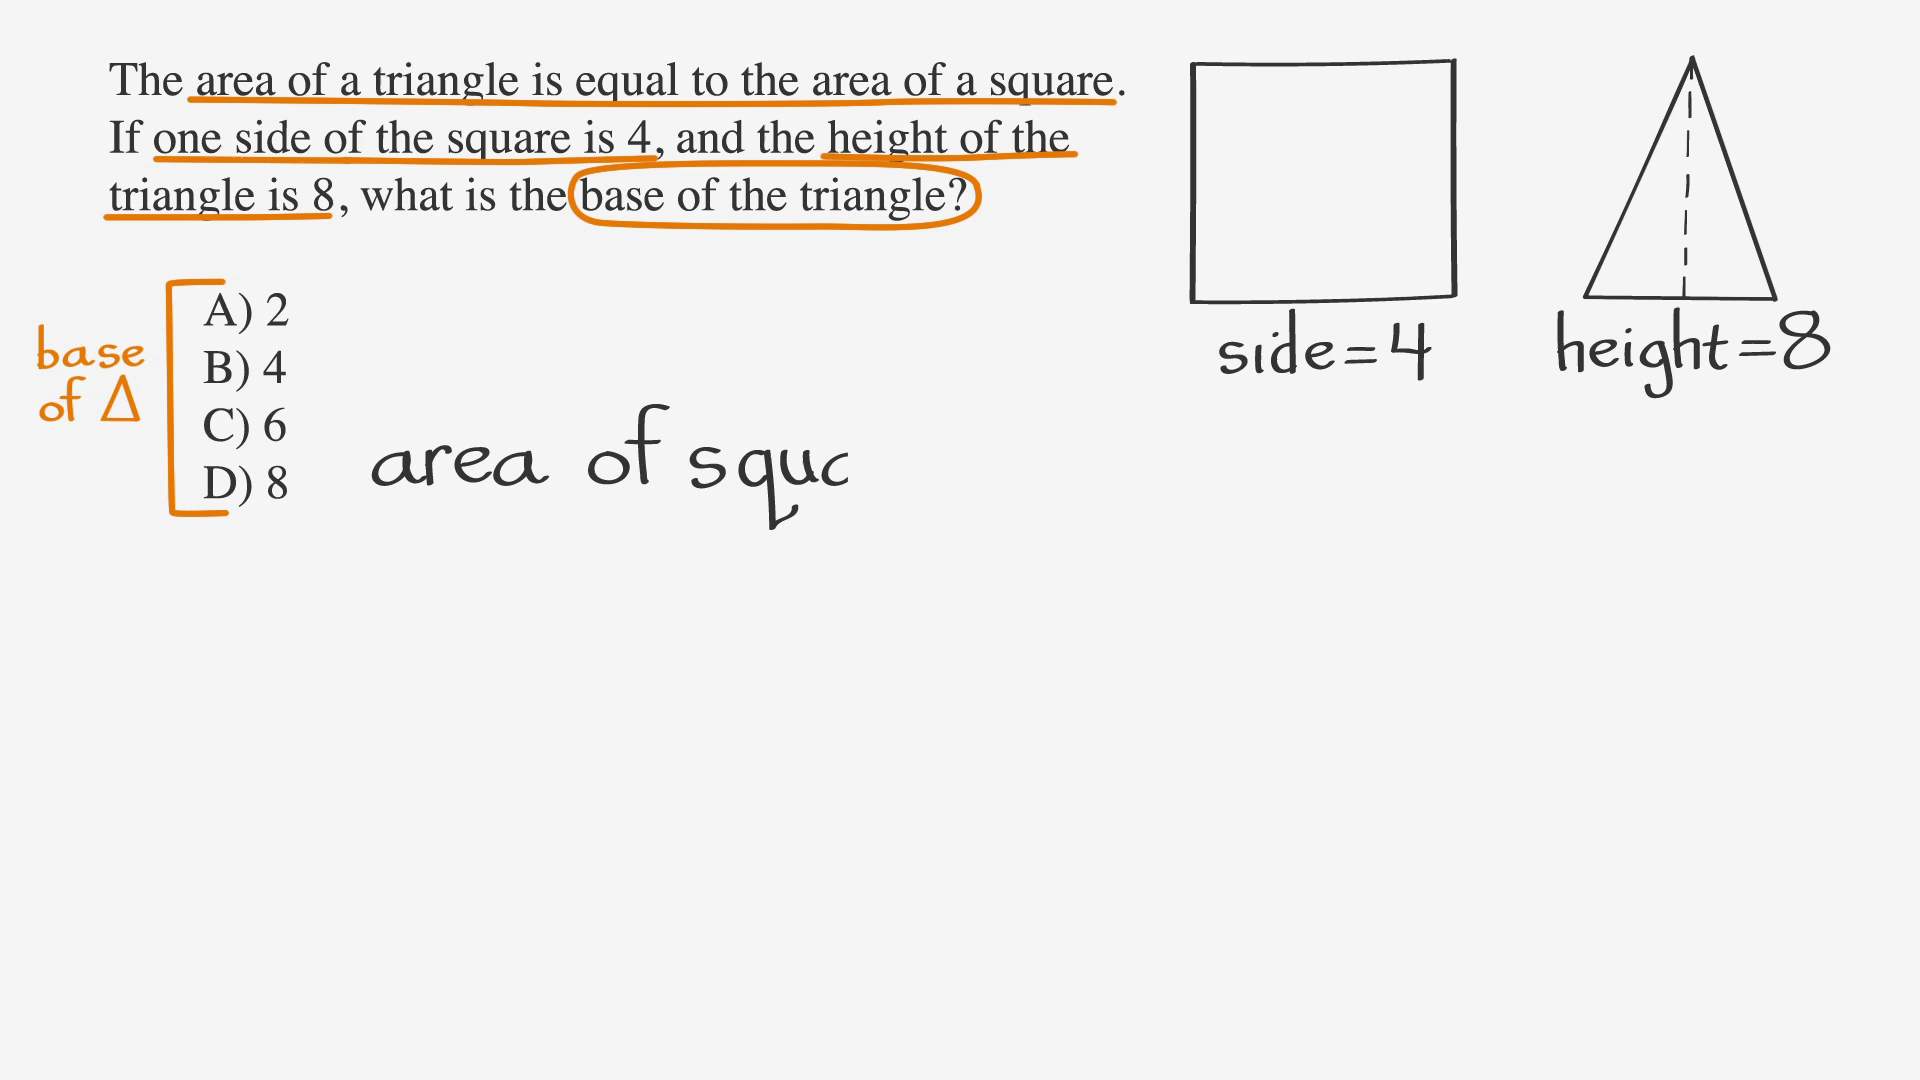 The area of a triangle is equal to the area of a square.
If one side of the square is 4, and the height of the
triangle is 8, what is the base of the triangle?
A) 2
B) 4
C) 6
D) 8
base
of Δ
side=4
height=8
area of squ